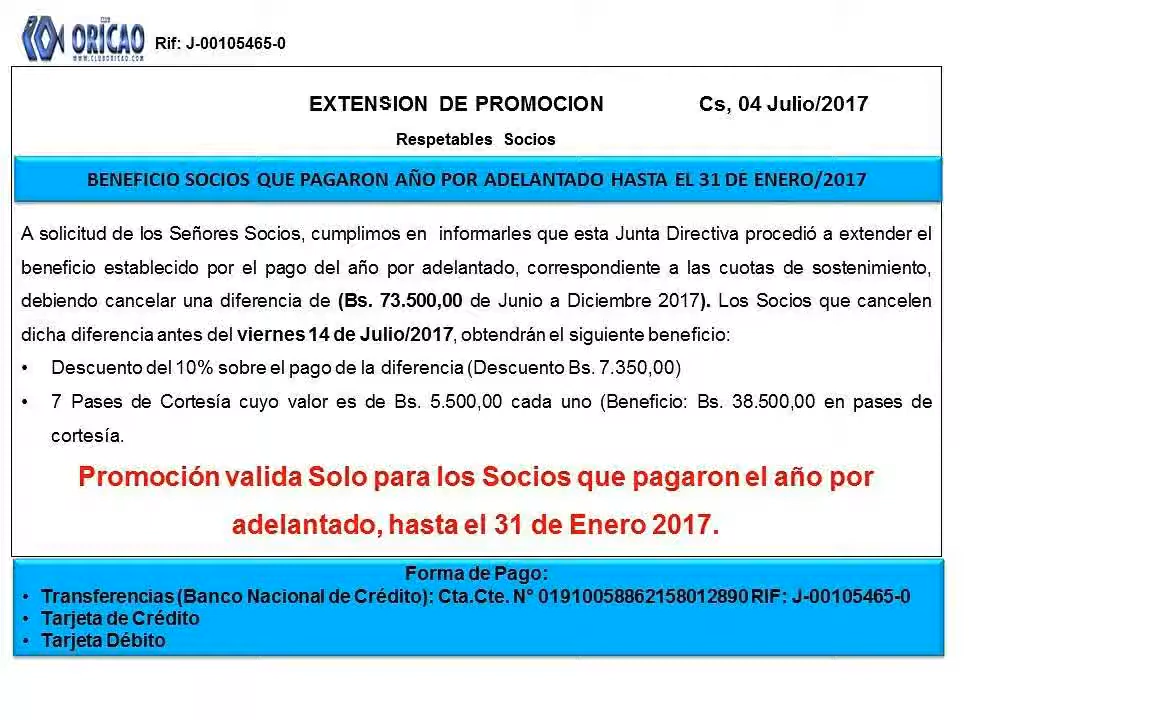 CLUB
ORICAO
WWW.CLUBORICAO.COM
Rif: J-00105465-0
EXTENSION DE PROMOCION
Cs, 04 Julio/2017
Respetables Socios
BENEFICIO SOCIOS QUE PAGARON AÑO POR ADELANTADO HASTA EL 31 DE ENERO/2017
A solicitud de los Señores Socios, cumplimos en informarles que esta Junta Directiva procedió a extender el
beneficio establecido por el pago del año por adelantado, correspondiente a las cuotas de sostenimiento,
debiendo cancelar una diferencia de (Bs. 73.500,00 de Junio a Diciembre 2017). Los Socios que cancelen
dicha diferencia antes del viernes 14 de Julio/2017, obtendrán el siguiente beneficio:
• Descuento del 10% sobre el pago de la diferencia (Descuento Bs. 7.350,00)
• 7 Pases de Cortesía cuyo valor es de Bs. 5.500,00 cada uno (Beneficio: Bs. 38.500,00 en pases de
cortesía.
Promoción valida Solo para los Socios que pagaron el año por
adelantado, hasta el 31 de Enero 2017.
Forma de Pago:
• Transferencias (Banco Nacional de Crédito): Cta.Cte. N° 01910058862158012890 RIF: J-00105465-0
• Tarjeta de Crédito
• Tarjeta Débito